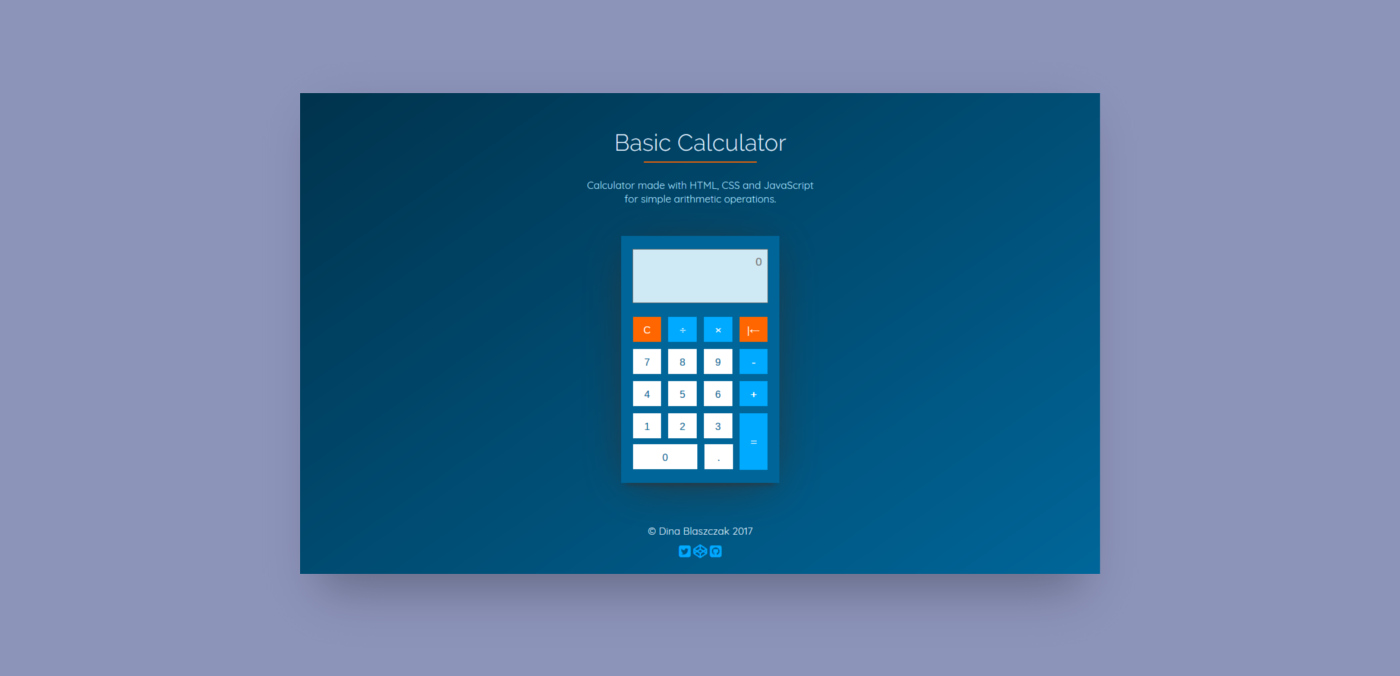 Basic Calculator
Calculator made with HTML, CSS and JavaScript
for simple arithmetic operations.
0
C ÷ × |←
7 8 9 -
4 5 6 +
1 2 3 =
0 .
© Dina Blaszczak 2017